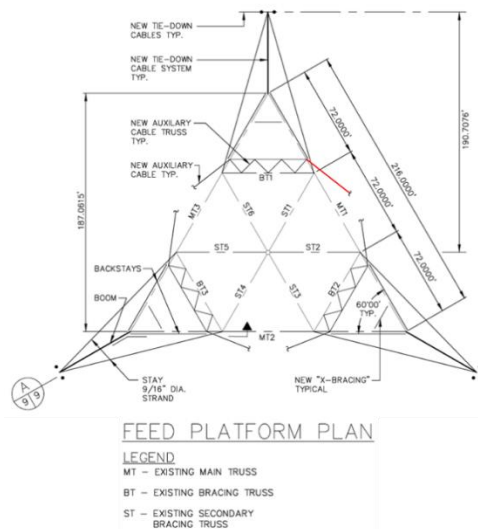 NEW TIE-DOWN
CABLES TYP.
NEW TIE-DOWN
CABLE SYSTEM
TYP.
NEW AUXILARY
CABLE TRUSS
TYP.
NEW AUXILIARY
CABLE TYP.
BT1
72.0000'
216.0000'
190.7076'
72.0000'
187.0615'
MT3
ST6
ST1
MT1
ST5
ST2
72.0000'
BACKSTAYS
BT3
ST4
ST3
BT2
BOOM
60'00'
TYP.
MT2
A
9 9
STAY
9/16" DIA.
STRAND
NEW "X-BRACING"
TYPICAL
FEED PLATFORM PLAN
LEGEND
MT - EXISTING MAIN TRUSS
BT - EXISTING BRACING TRUSS
ST - EXISTING SECONDARY
BRACING TRUSS